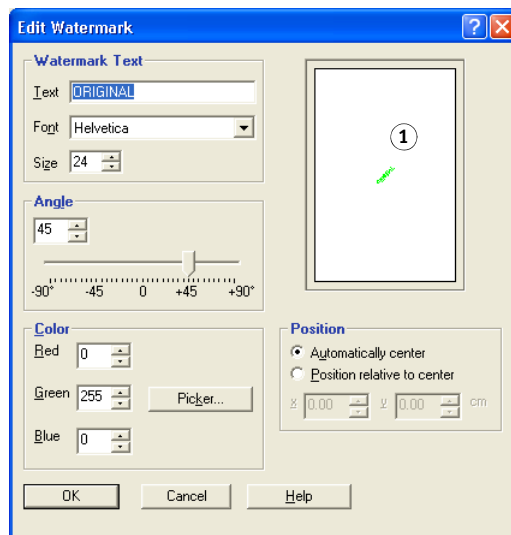 Edit Watermark
Watermark Text
Text ORIGINAL
Font Helvetica
Size 24
1
Angle
45
-90° -45 0 +45 +90°
Color
Red 0
Green 255 Picker...
Blue 0
Position
Automatically center
Position relative to center
x 0.00 y 0.00 cm
OK Cancel Help